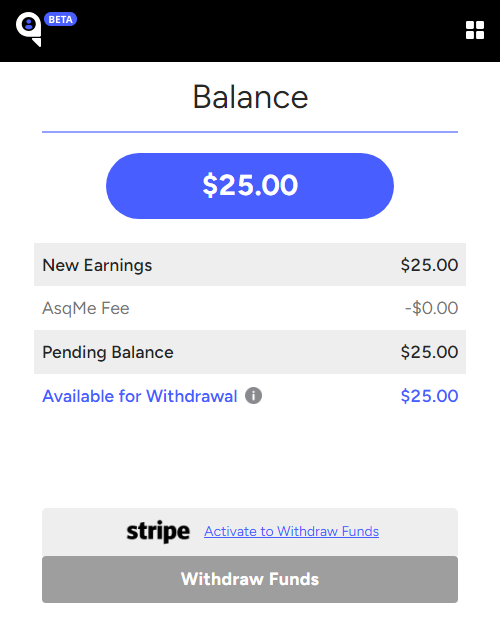 BETA
Balance
$25.00
New Earnings $25.00
AsqMe Fee -$0.00
Pending Balance $25.00
Available for Withdrawal i $25.00
stripe Activate to Withdraw Funds
Withdraw Funds